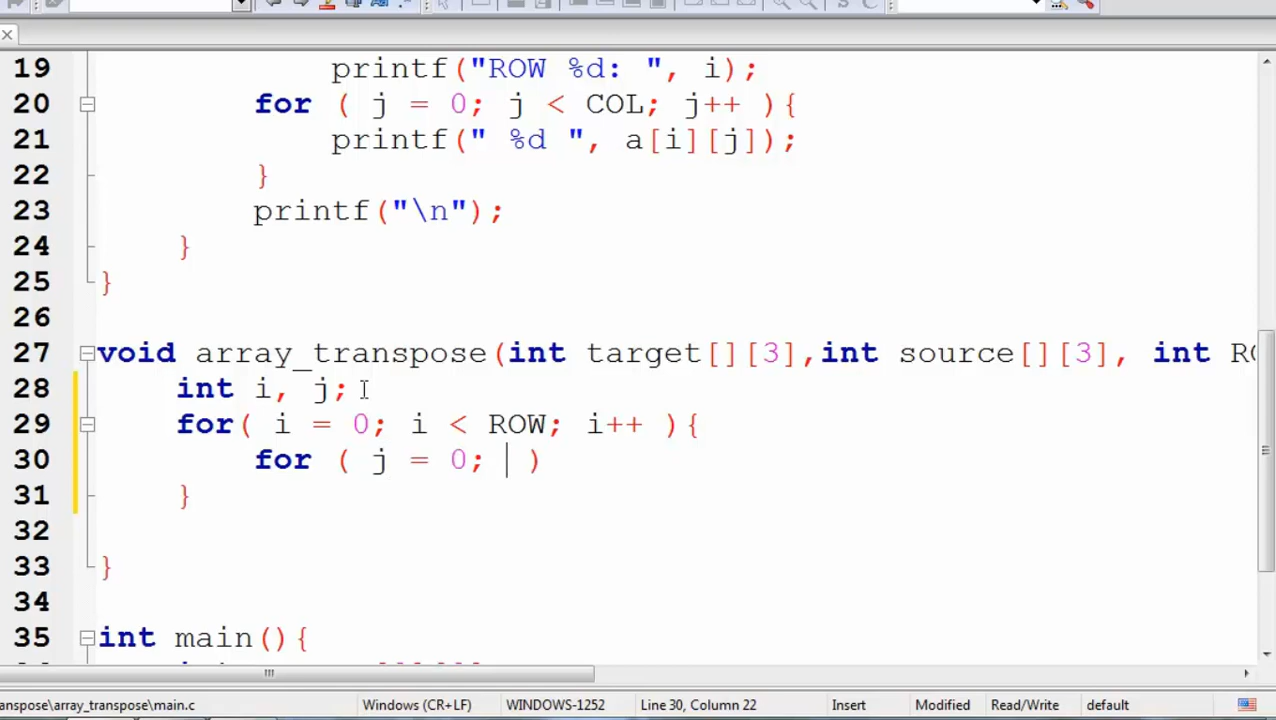 19 printf("ROW %d: ", i);
20 for ( j = 0; j < COL; j++ ){
21 printf(" %d ", a[i][j]);
22 }
23 printf("\n");
24 }
25 }
26
27 void array_transpose(int target[][3],int source[][3], int RO
28 int i, j;
29 for( i = 0; i < ROW; i++ ){
30 for ( j = 0; )
31 }
32
33 }
34
35 int main(){
anspose\array_transpose\main.c Windows (CR+LF) WINDOWS-1252 Line 30, Column 22 Insert Modified Read/Write default